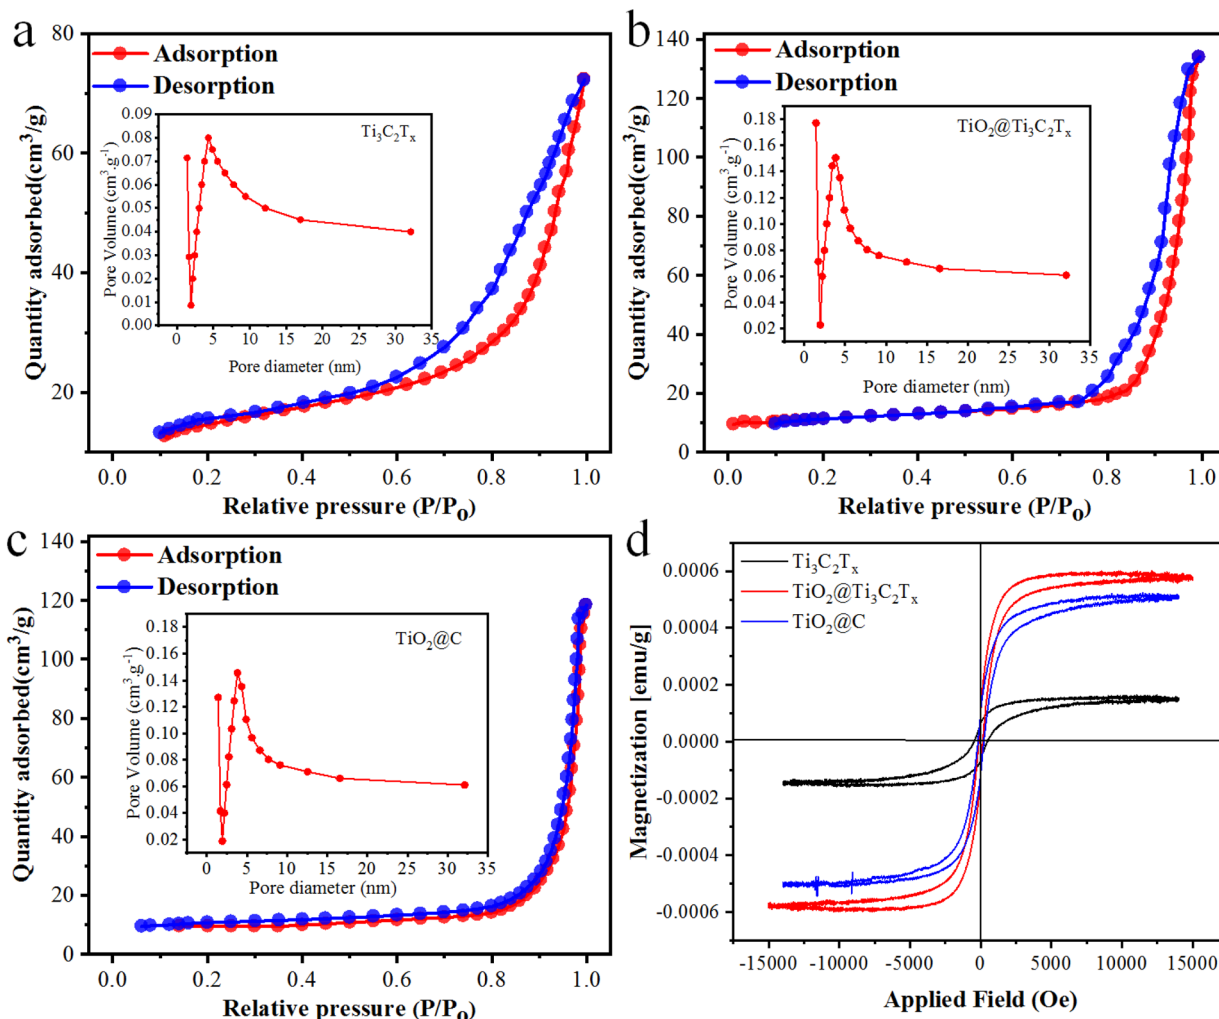 a
Adsorption
Desorption
Ti₃C₂Tₓ
Quantity adsorbed(cm³/g)
80
60
40
20
0.0 0.2 0.4 0.6 0.8 1.0
Relative pressure (P/P₀)
Pore Volume (cm³.g⁻¹)
0.09
0.08
0.07
0.06
0.05
0.04
0.03
0.02
0.01
0.00
0 5 10 15 20 25 30 35
Pore diameter (nm)
b
Adsorption
Desorption
TiO₂@Ti₃C₂Tₓ
Quantity adsorbed(cm³/g)
140
120
100
80
60
40
20
0
0.0 0.2 0.4 0.6 0.8 1.0
Relative pressure (P/P₀)
Pore Volume (cm³.g⁻¹)
0.18
0.16
0.14
0.12
0.10
0.08
0.06
0.04
0.02
0 5 10 15 20 25 30 35
Pore diameter (nm)
c
Adsorption
Desorption
TiO₂@C
Quantity adsorbed(cm³/g)
140
120
100
80
60
40
20
0
0.0 0.2 0.4 0.6 0.8 1.0
Relative pressure (P/P₀)
Pore Volume (cm³.g⁻¹)
0.18
0.16
0.14
0.12
0.10
0.08
0.06
0.04
0.02
0 5 10 15 20 25 30 35
Pore diameter (nm)
d
Ti₃C₂Tₓ
TiO₂@Ti₃C₂Tₓ
TiO₂@C
Magnetization [emu/g]
0.0006
0.0004
0.0002
0.0000
-0.0002
-0.0004
-0.0006
-15000 -10000 -5000 0 5000 10000 15000
Applied Field (Oe)